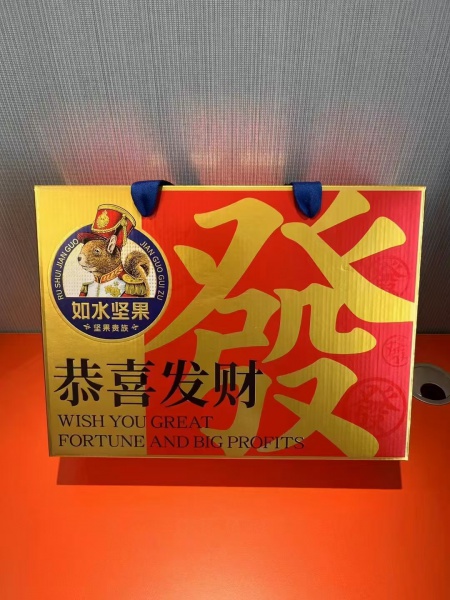 RU SHUI JIAN GUO
JIAN GUO GUI ZU
如水坚果
坚果贵族
發
恭喜发财
WISH YOU GREAT
FORTUNE AND BIG PROFITS